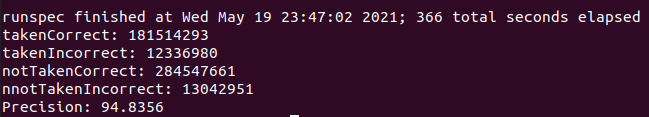 runspec finished at Wed May 19 23:47:02 2021; 366 total seconds elapsed
takenCorrect: 181514293
takenIncorrect: 12336980
notTakenCorrect: 284547661
nnotTakenIncorrect: 13042951
Precision: 94.8356